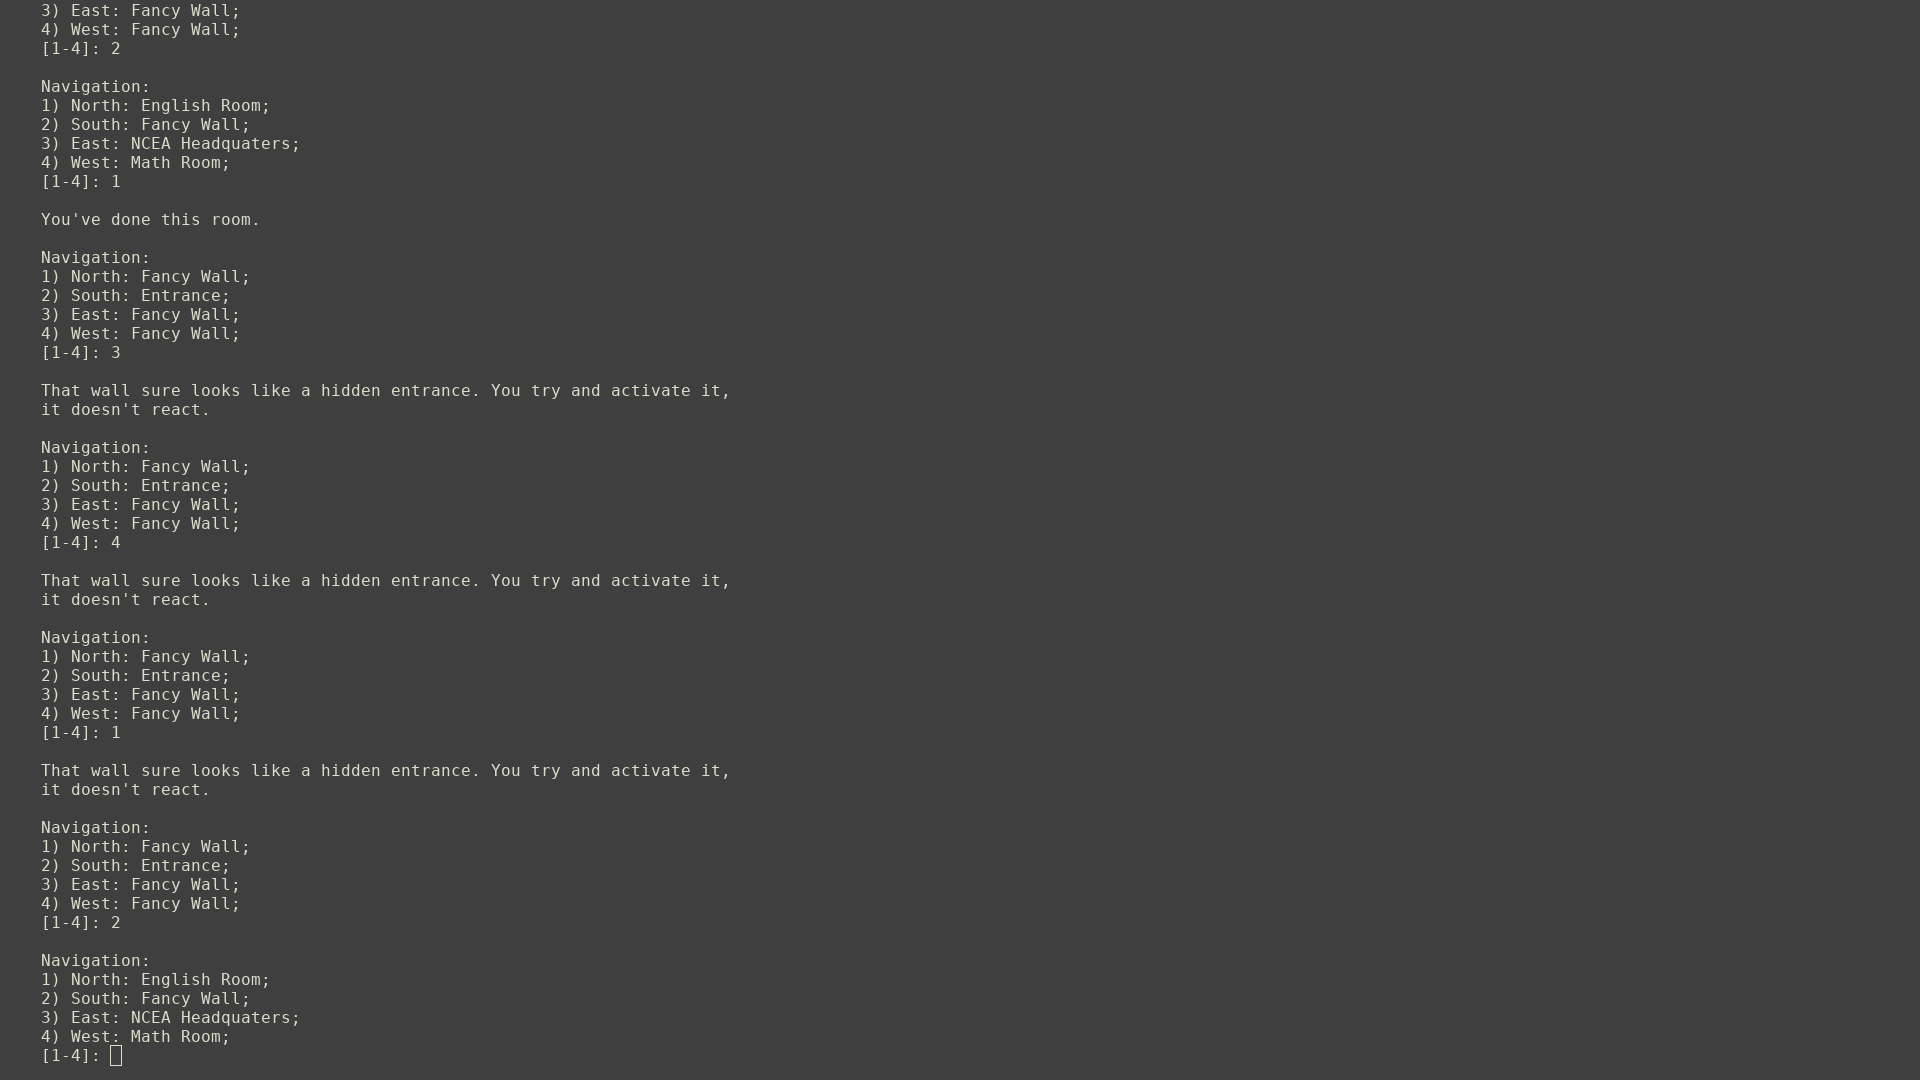 3) East: Fancy Wall;
4) West: Fancy Wall;
[1-4]: 2
Navigation:
1) North: English Room;
2) South: Fancy Wall;
3) East: NCEA Headquaters;
4) West: Math Room;
[1-4]: 1
You've done this room.
Navigation:
1) North: Fancy Wall;
2) South: Entrance;
3) East: Fancy Wall;
4) West: Fancy Wall;
[1-4]: 3
That wall sure looks like a hidden entrance. You try and activate it,
it doesn't react.
Navigation:
1) North: Fancy Wall;
2) South: Entrance;
3) East: Fancy Wall;
4) West: Fancy Wall;
[1-4]: 4
That wall sure looks like a hidden entrance. You try and activate it,
it doesn't react.
Navigation:
1) North: Fancy Wall;
2) South: Entrance;
3) East: Fancy Wall;
4) West: Fancy Wall;
[1-4]: 1
That wall sure looks like a hidden entrance. You try and activate it,
it doesn't react.
Navigation:
1) North: Fancy Wall;
2) South: Entrance;
3) East: Fancy Wall;
4) West: Fancy Wall;
[1-4]: 2
Navigation:
1) North: English Room;
2) South: Fancy Wall;
3) East: NCEA Headquaters;
4) West: Math Room;
[1-4]: